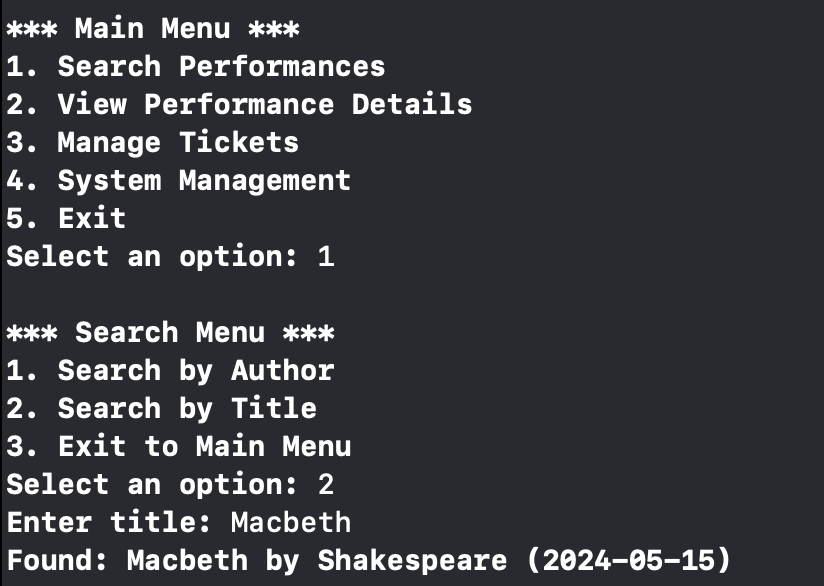 *** Main Menu ***
1. Search Performances
2. View Performance Details
3. Manage Tickets
4. System Management
5. Exit
Select an option: 1
*** Search Menu ***
1. Search by Author
2. Search by Title
3. Exit to Main Menu
Select an option: 2
Enter title: Macbeth
Found: Macbeth by Shakespeare (2024-05-15)